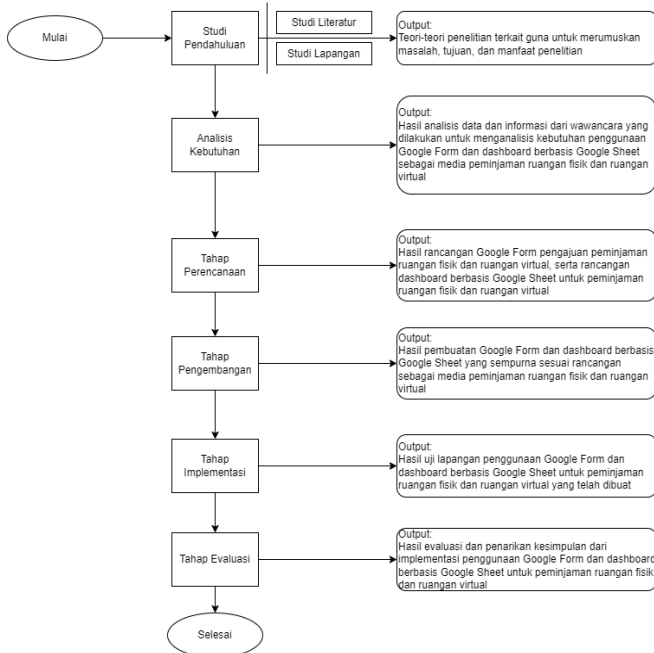 Mulai
Studi
Pendahuluan
Studi Literatur
Studi Lapangan
Output:
Teori-teori penelitian terkait guna untuk merumuskan
masalah, tujuan, dan manfaat penelitian
Analisis
Kebutuhan
Output:
Hasil analisis data dan informasi dari wawancara yang
dilakukan untuk menganalisis kebutuhan penggunaan
Google Form dan dashboard berbasis Google Sheet
sebagai media peminjaman ruangan fisik dan ruangan
virtual
Tahap
Perencanaan
Output:
Hasil rancangan Google Form pengajuan peminjaman
ruangan fisik dan ruangan virtual, serta rancangan
dashboard berbasis Google Sheet untuk peminjaman
ruangan fisik dan ruangan virtual
Tahap
Pengembangan
Output:
Hasil pembuatan Google Form dan dashboard berbasis
Google Sheet yang sempurna sesuai rancangan
sebagai media peminjaman ruangan fisik dan ruangan
virtual
Tahap
Implementasi
Output:
Hasil uji lapangan penggunaan Google Form dan
dashboard berbasis Google Sheet untuk peminjaman
ruangan fisik dan ruangan virtual yang telah dibuat
Tahap Evaluasi
Output:
Hasil evaluasi dan penarikan kesimpulan dari
implementasi penggunaan Google Form dan dashboard
berbasis Google Sheet untuk peminjaman ruangan fisik
dan ruangan virtual
Selesai